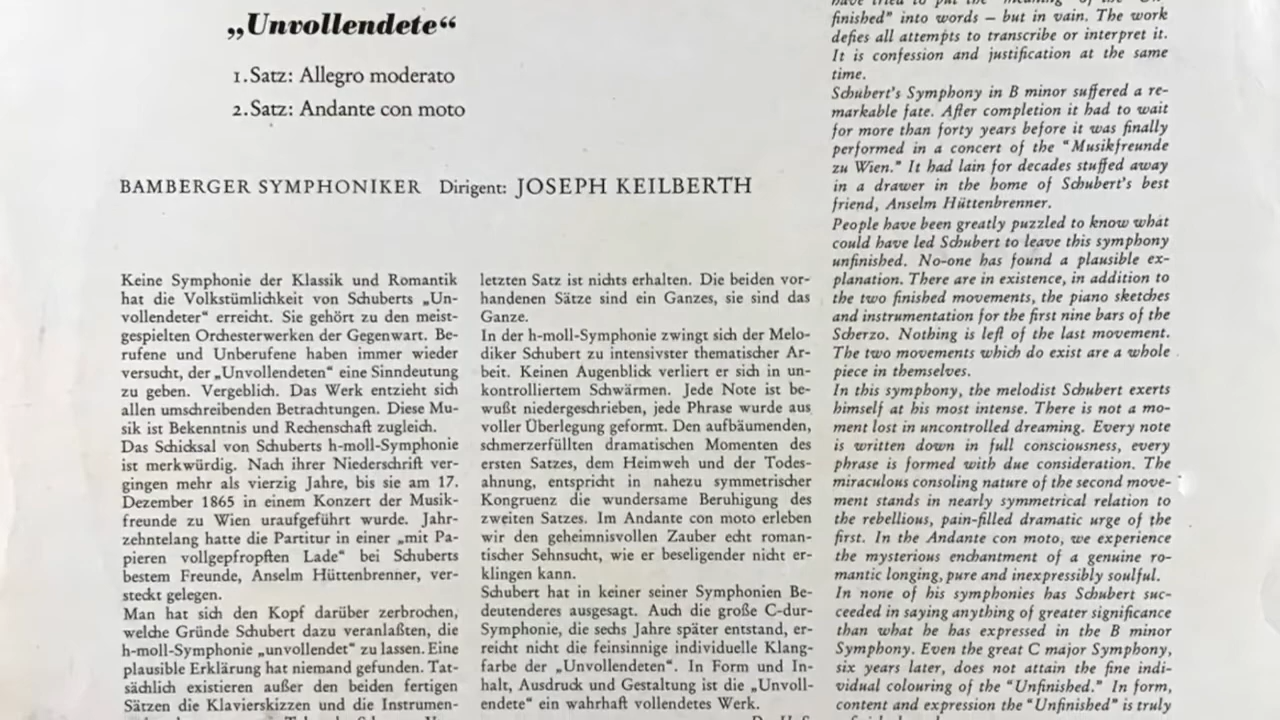 „Unvollendete“
1. Satz: Allegro moderato
2. Satz: Andante con moto
BAMBERGER SYMPHONIKER Dirigent: JOSEPH KEILBERTH
Keine Symphonie der Klassik und Romantik
hat die Volkstümlichkeit von Schuberts „Un-
vollendeter“ erreicht. Sie gehört zu den meist-
gespielten Orchesterwerken der Gegenwart. Be-
rufene und Unberufene haben immer wieder
versucht, der „Unvollendeten“ eine Sinndeutung
zu geben. Vergeblich. Das Werk entzieht sich
allen umschreibenden Betrachtungen. Diese Mu-
sik ist Bekenntnis und Rechenschaft zugleich.
Das Schicksal von Schuberts h-moll-Symphonie
ist merkwürdig. Nach ihrer Niederschrift ver-
gingen mehr als vierzig Jahre, bis sie am 17.
Dezember 1865 in einem Konzert der Musik-
freunde zu Wien uraufgeführt wurde. Jahr-
zehntelang hatte die Partitur in einer „mit Pa-
pieren vollgepfropften Lade“ bei Schuberts
bestem Freunde, Anselm Hüttenbrenner, ver-
steckt gelegen.
Man hat sich den Kopf darüber zerbrochen,
welche Gründe Schubert dazu veranlaßten, die
h-moll-Symphonie „unvollendet“ zu lassen. Eine
plausible Erklärung hat niemand gefunden. Tat-
sächlich existieren außer den beiden fertigen
Sätzen die Klavierskizzen und die Instrumen-
letzten Satz ist nichts erhalten. Die beiden vor-
handenen Sätze sind ein Ganzes, sie sind das
Ganze.
In der h-moll-Symphonie zwingt sich der Melo-
diker Schubert zu intensivster thematischer Ar-
beit. Keinen Augenblick verliert er sich in un-
kontrolliertem Schwärmen. Jede Note ist be-
wußt niedergeschrieben, jede Phrase wurde aus
voller Überlegung geformt. Den aufbäumenden,
schmerzerfüllten dramatischen Momenten des
ersten Satzes, dem Heimweh und der Todes-
ahnung, entspricht in nahezu symmetrischer
Kongruenz die wundersame Beruhigung des
zweiten Satzes. Im Andante con moto erleben
wir den geheimnisvollen Zauber echt roman-
tischer Sehnsucht, wie er beseligender nicht er-
klingen kann.
Schubert hat in keiner seiner Symphonien Be-
deutenderes ausgesagt. Auch die große C-dur-
Symphonie, die sechs Jahre später entstand, er-
reicht nicht die feinsinnige individuelle Klang-
farbe der „Unvollendeten“. In Form und In-
halt, Ausdruck und Gestaltung ist die „Unvoll-
endete“ ein wahrhaft vollendetes Werk.
have tried to put the "meaning" of the "Un-
finished" into words – but in vain. The work
defies all attempts to transcribe or interpret it.
It is confession and justification at the same
time.
Schubert's Symphony in B minor suffered a re-
markable fate. After completion it had to wait
for more than forty years before it was finally
performed in a concert of the "Musikfreunde
zu Wien." It had lain for decades stuffed away
in a drawer in the home of Schubert's best
friend, Anselm Hüttenbrenner.
People have been greatly puzzled to know what
could have led Schubert to leave this symphony
unfinished. No-one has found a plausible ex-
planation. There are in existence, in addition to
the two finished movements, the piano sketches
and instrumentation for the first nine bars of the
Scherzo. Nothing is left of the last movement.
The two movements which do exist are a whole
piece in themselves.
In this symphony, the melodist Schubert exerts
himself at his most intense. There is not a mo-
ment lost in uncontrolled dreaming. Every note
is written down in full consciousness, every
phrase is formed with due consideration. The
miraculous consoling nature of the second move-
ment stands in nearly symmetrical relation to
the rebellious, pain-filled dramatic urge of the
first. In the Andante con moto, we experience
the mysterious enchantment of a genuine ro-
mantic longing, pure and inexpressibly soulful.
In none of his symphonies has Schubert suc-
ceeded in saying anything of greater significance
than what he has expressed in the B minor
Symphony. Even the great C major Symphony,
six years later, does not attain the fine indi-
vidual colouring of the "Unfinished." In form,
content and expression the "Unfinished" is truly